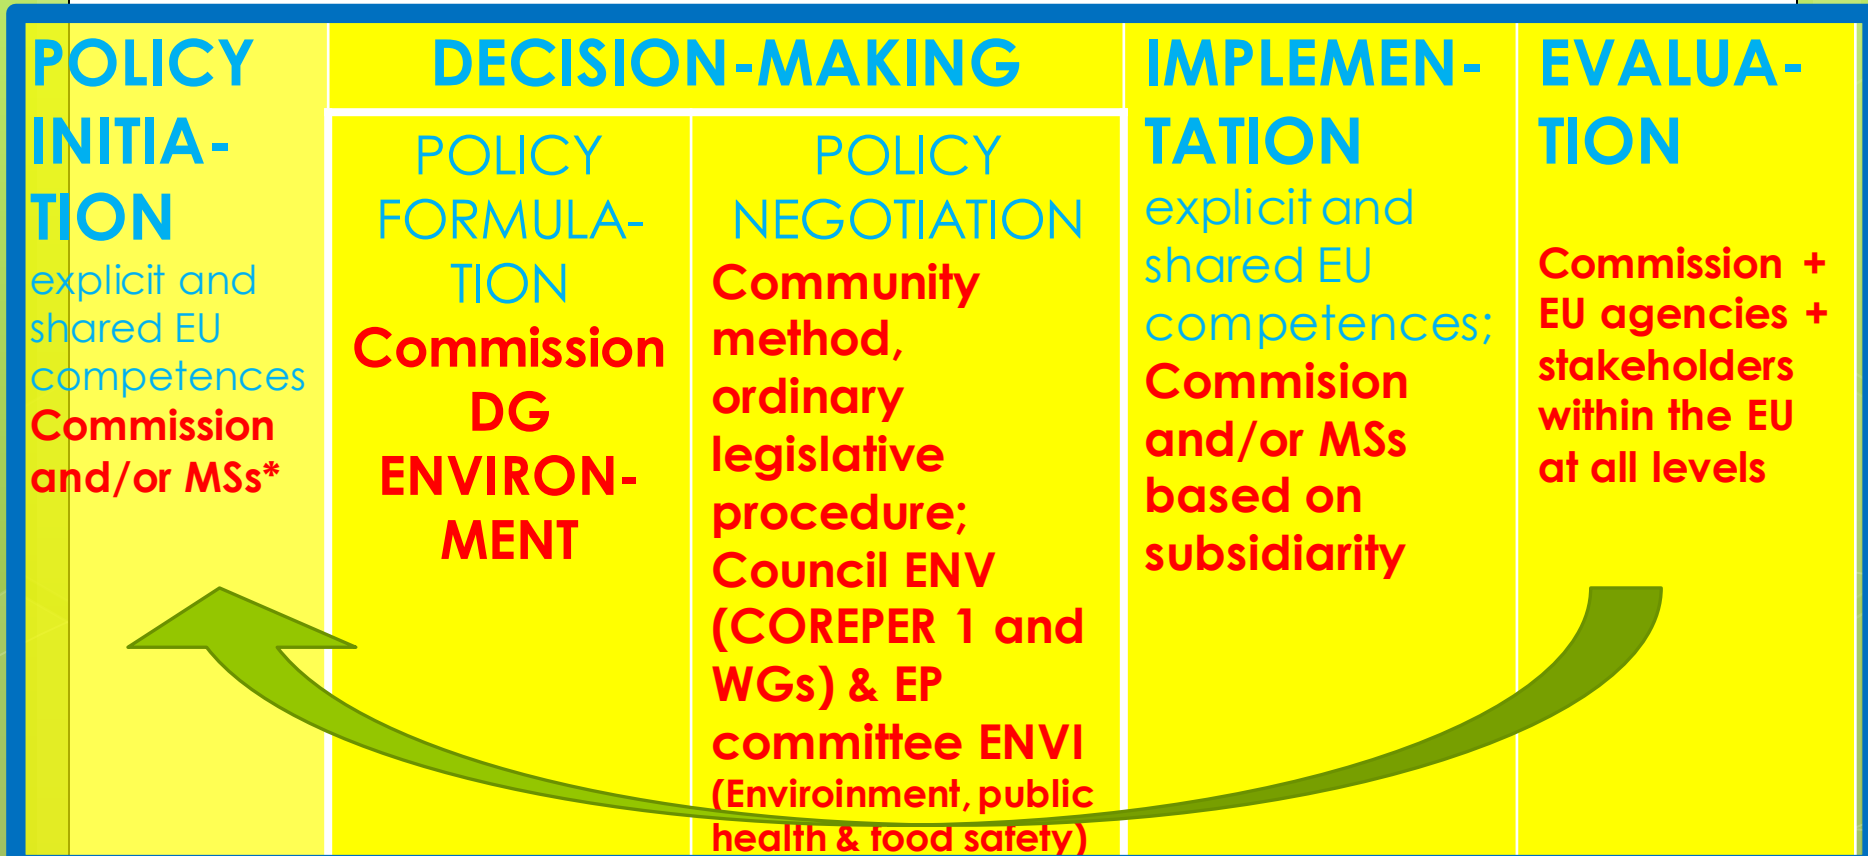 POLICY
INITIA-
TION
explicit and
shared EU
competences
Commission
and/or MSs*
DECISION-MAKING
POLICY
FORMULA-
TION
Commission
DG
ENVIRON-
MENT
POLICY
NEGOTIATION
Community
method,
ordinary
legislative
procedure;
Council ENV
(COREPER 1 and
WGs) & EP
committee ENVI
(Enviroinment, public
health & food safety)
IMPLEMEN-
TATION
explicit and
shared EU
competences;
Commision
and/or MSs
based on
subsidiarity
EVALUA-
TION
Commission +
EU agencies +
stakeholders
within the EU
at all levels